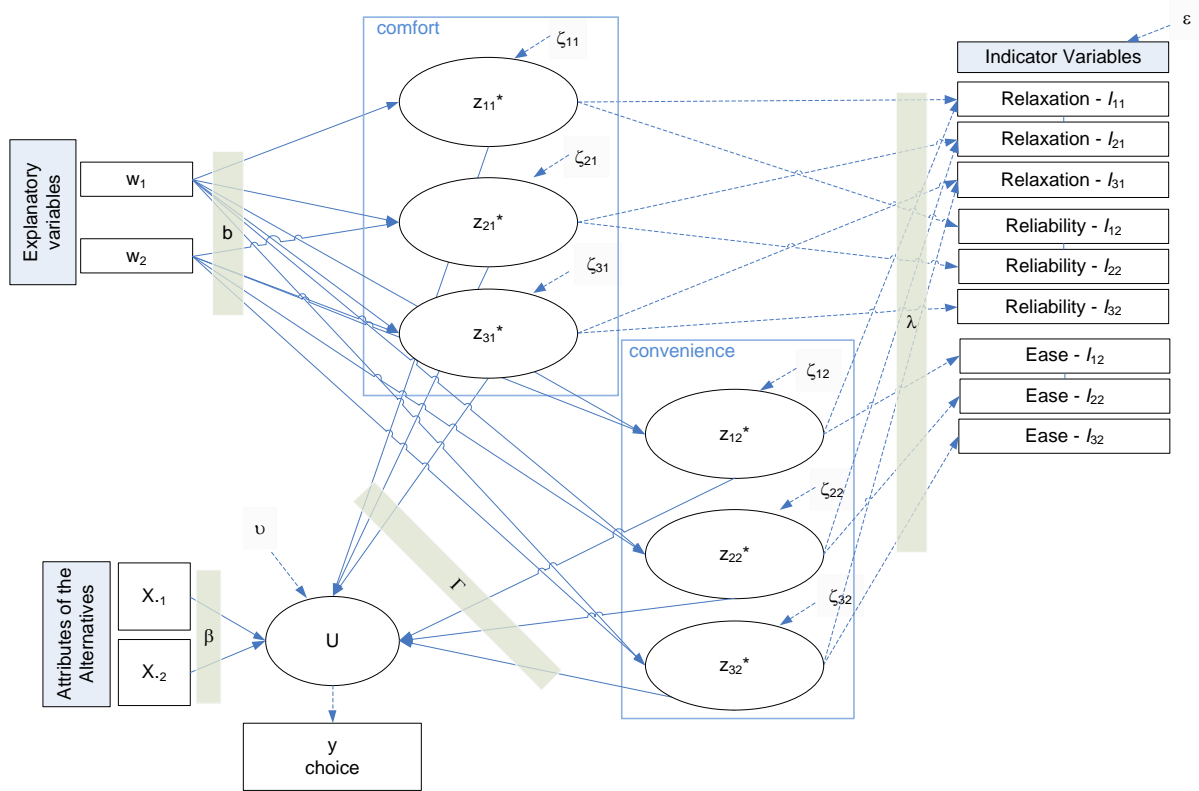 comfort
ζ11
z11*
ζ21
z21*
ζ31
z31*
Explanatory
variables
w1
w2
b
ε
Indicator Variables
Relaxation - I11
Relaxation - I21
Relaxation - I31
Reliability - I12
Reliability - I22
Reliability - I32
Ease - I12
Ease - I22
Ease - I32
λ
convenience
ζ12
z12*
ζ22
z22*
ζ32
z32*
Γ
υ
Attributes of the
Alternatives
X.1
X.2
β
U
y
choice